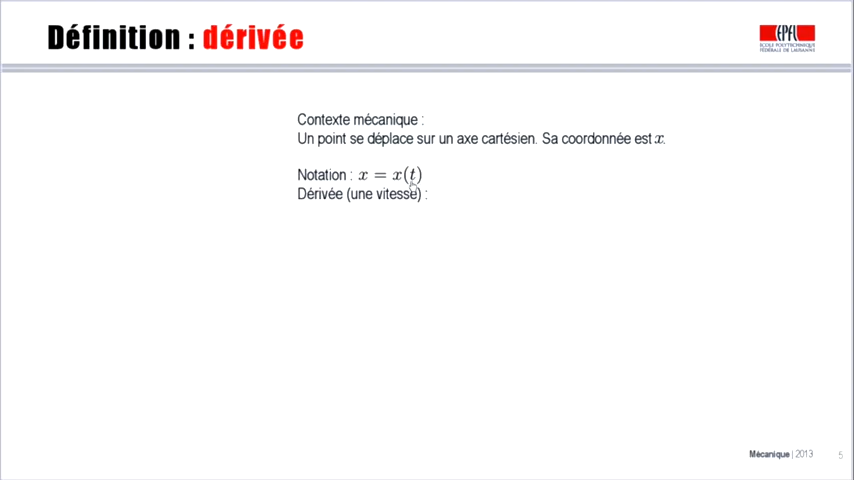 Définition : dérivée
EPFL
ÉCOLE POLYTECHNIQUE
FÉDÉRALE DE LAUSANNE
Contexte mécanique :
Un point se déplace sur un axe cartésien. Sa coordonnée est x.
Notation : x = x(t)
Dérivée (une vitesse) :
Mécanique | 2013
5